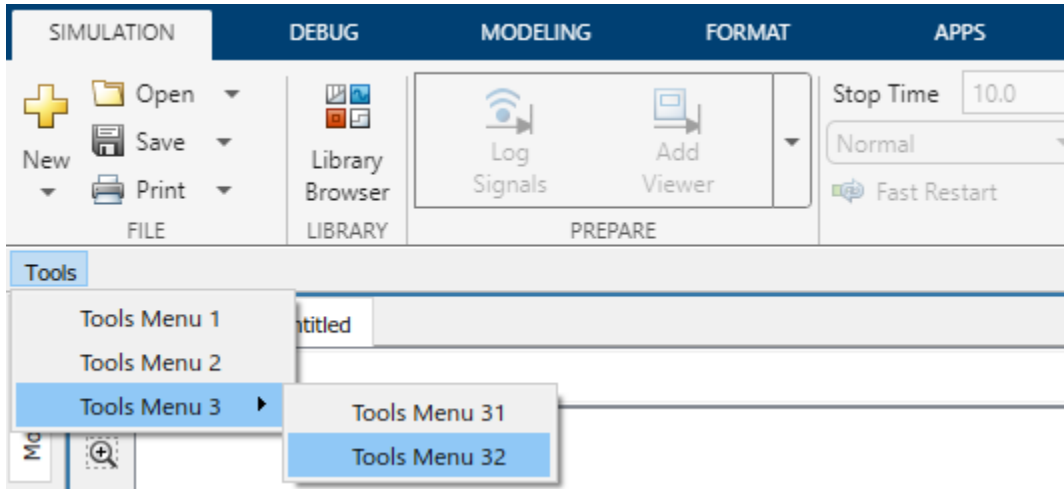 SIMULATION DEBUG MODELING FORMAT APPS
Open
Save
New
Print
FILE
Library
Browser
LIBRARY
Log
Signals
Add
Viewer
PREPARE
Stop Time 10.0
Normal
Fast Restart
Tools
Tools Menu 1
Tools Menu 2
Tools Menu 3
ntitled
Tools Menu 31
Tools Menu 32